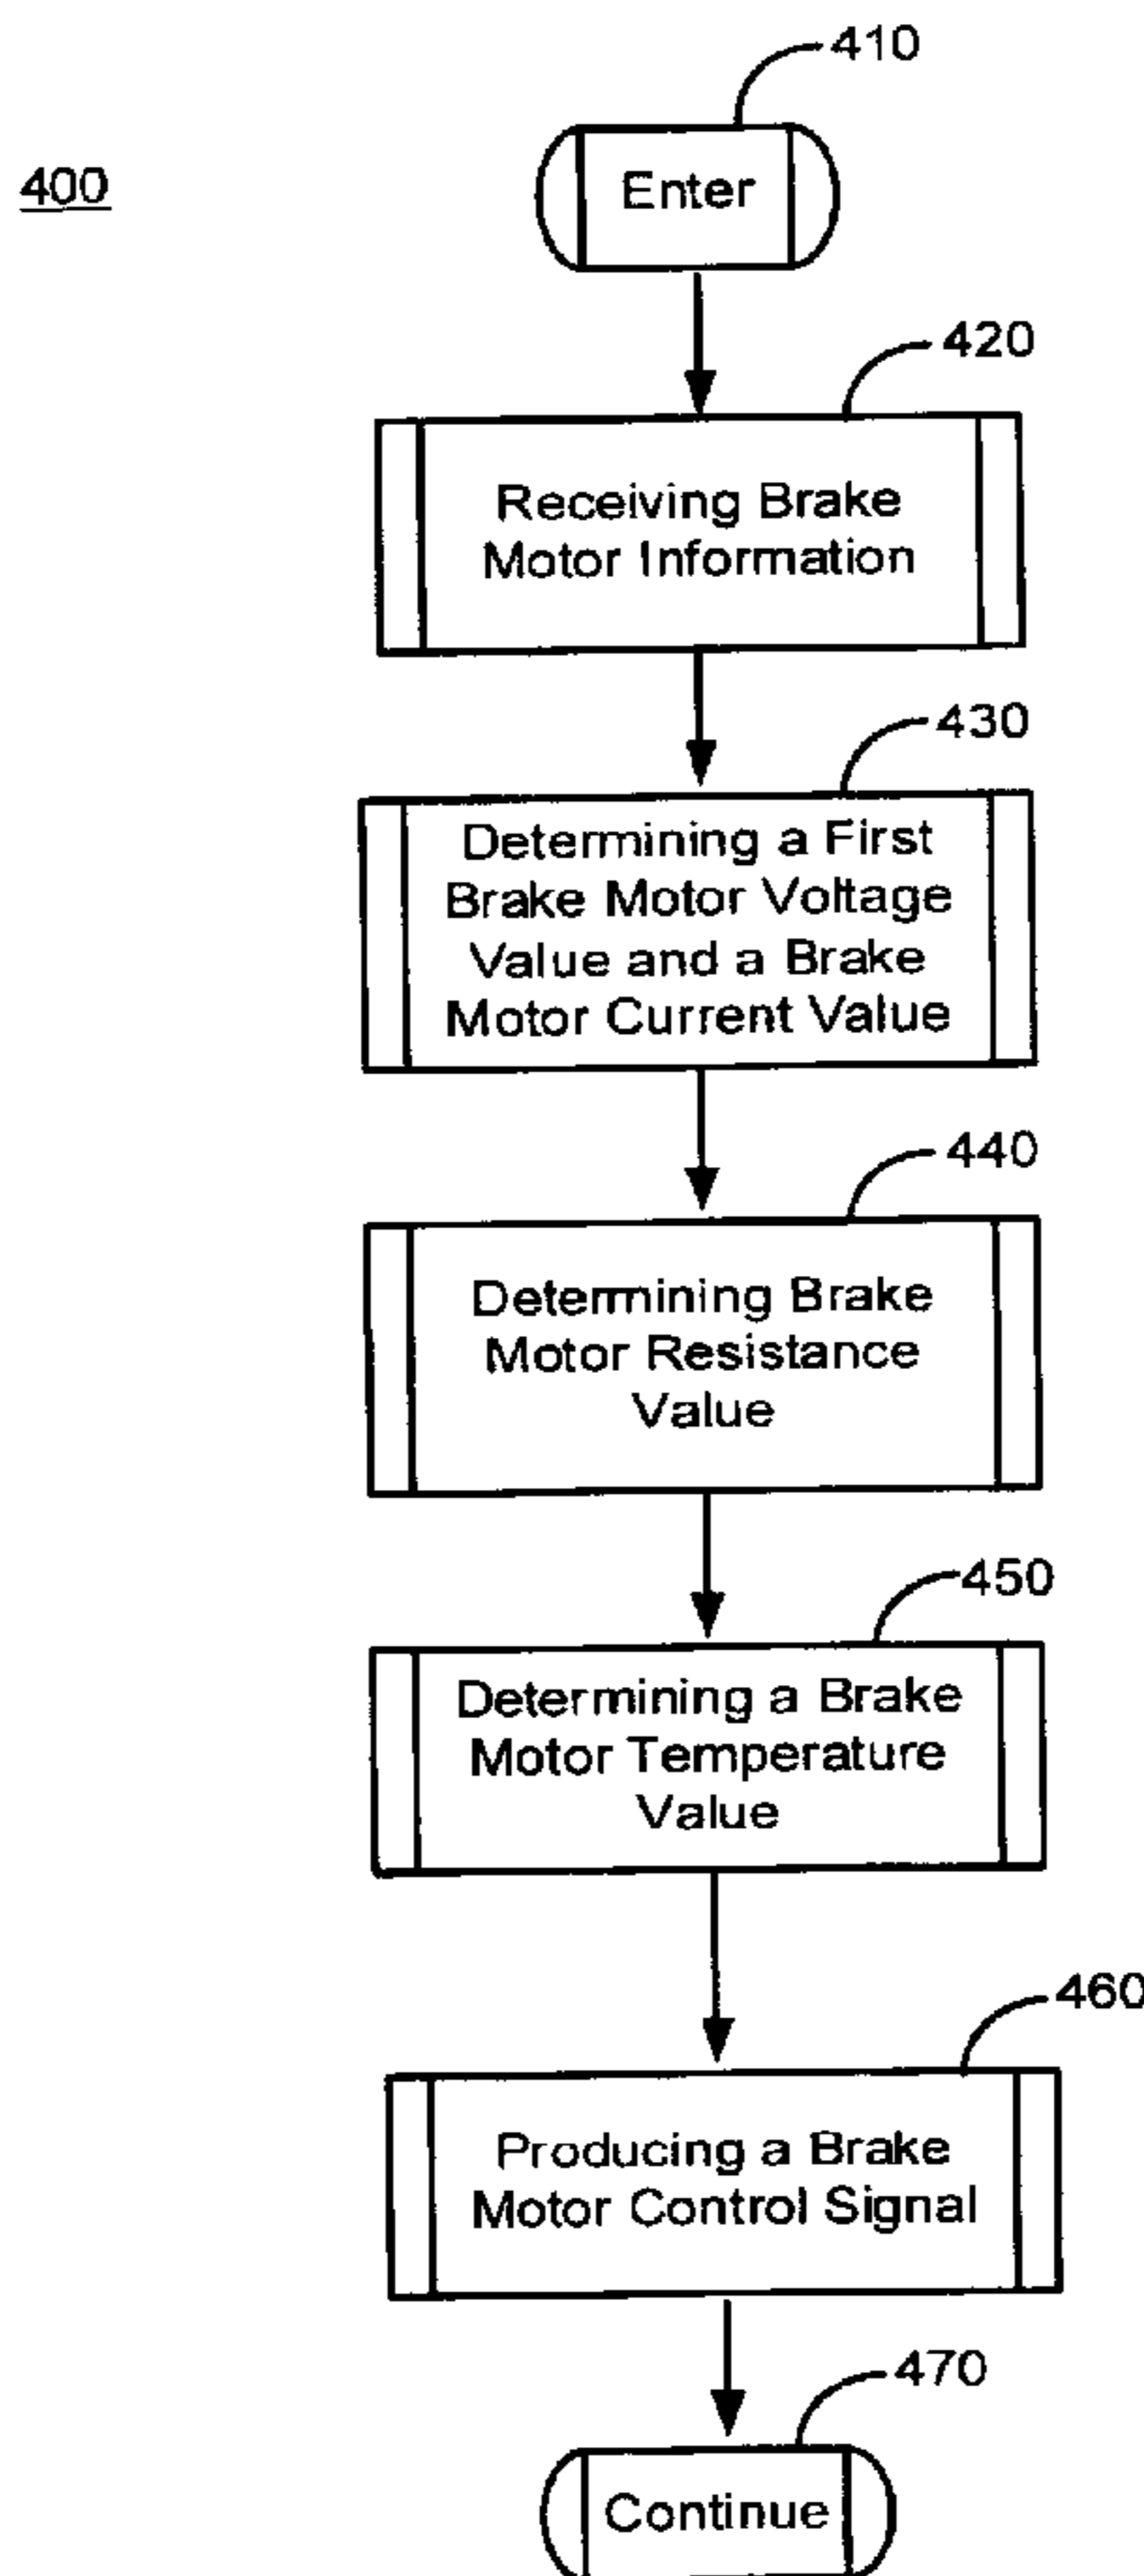 410
400
Enter
420
Receiving Brake
Motor Information
430
Determining a First
Brake Motor Voltage
Value and a Brake
Motor Current Value
440
Determining Brake
Motor Resistance
Value
450
Determining a Brake
Motor Temperature
Value
460
Producing a Brake
Motor Control Signal
470
Continue